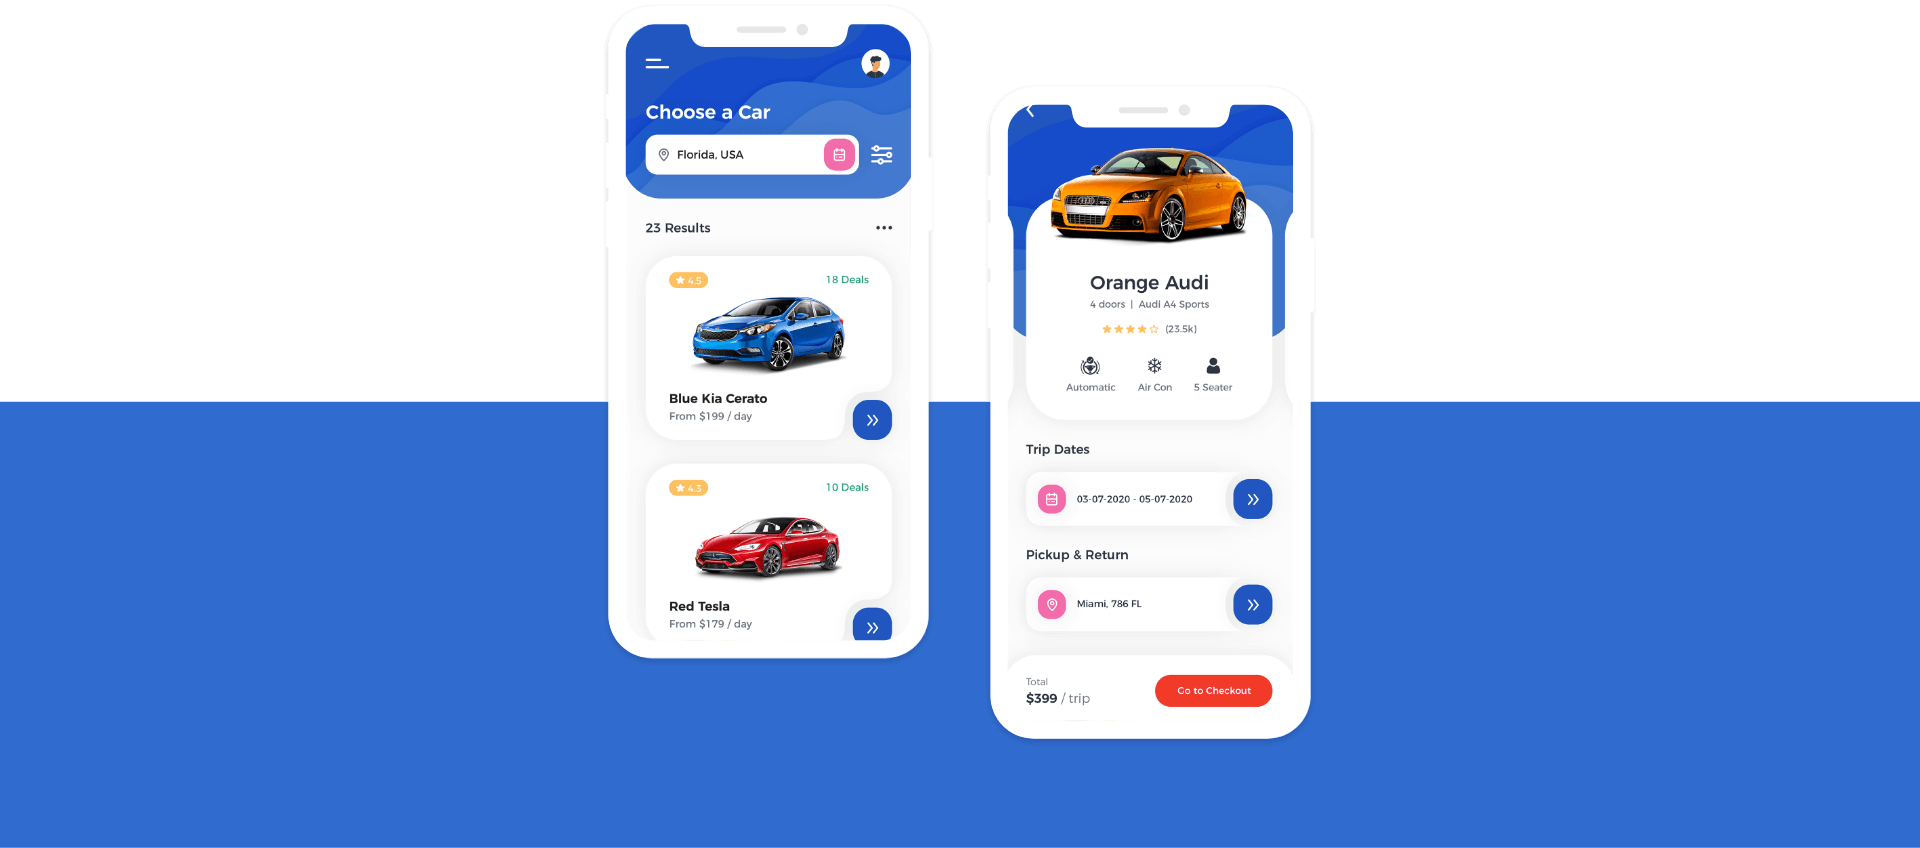 Choose a Car
Florida, USA
23 Results
4.5
18 Deals
Blue Kia Cerato
From $199 / day
4.3
10 Deals
Red Tesla
From $179 / day
Orange Audi
4 doors | Audi A4 Sports
(23.5k)
Automatic
Air Con
5 Seater
Trip Dates
03-07-2020 - 05-07-2020
Pickup & Return
Miami, 786 FL
Total
$399 / trip
Go to Checkout